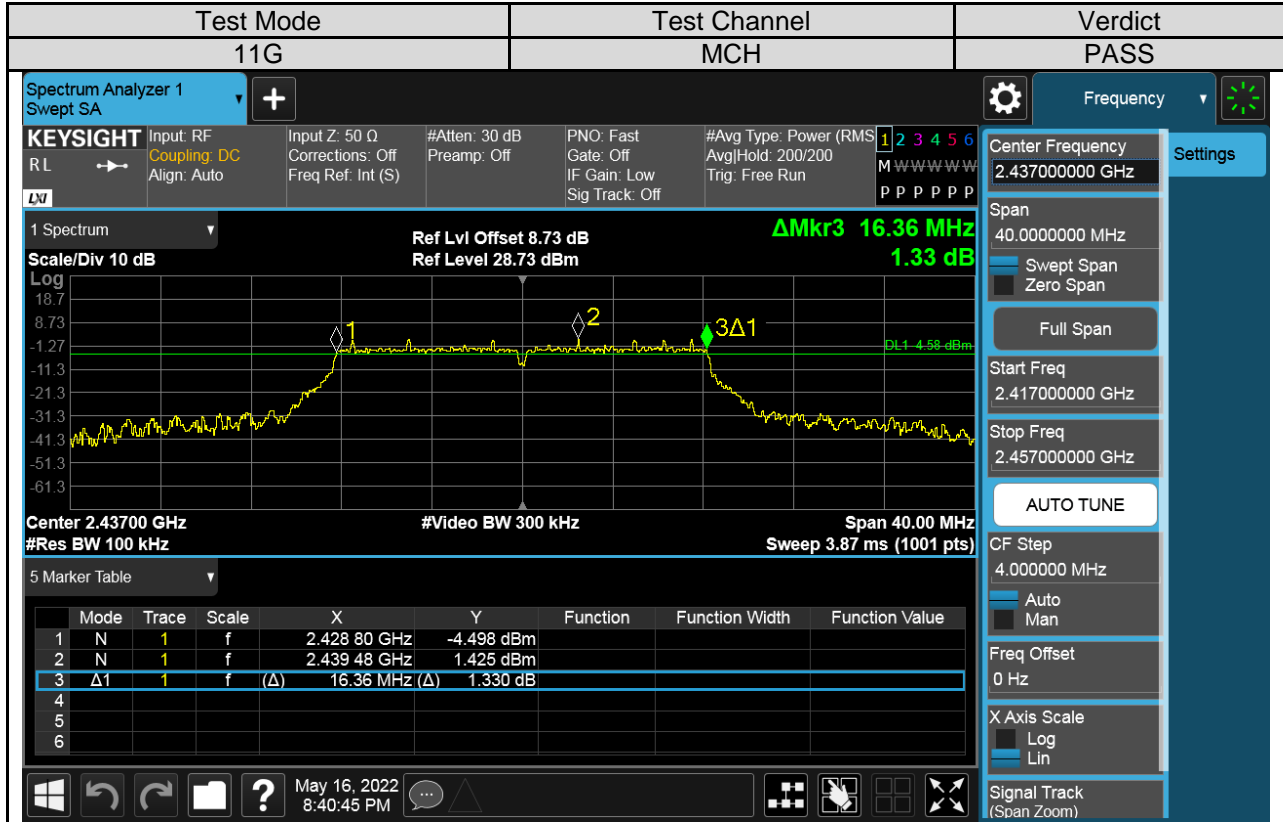 Test Mode Test Channel Verdict
11G MCH PASS
Spectrum Analyzer 1
Swept SA
+
Frequency
KEYSIGHT
R L
LXI
Input: RF
Coupling: DC
Align: Auto
Input Z: 50 Ω
Corrections: Off
Freq Ref: Int (S)
#Atten: 30 dB
Preamp: Off
PNO: Fast
Gate: Off
IF Gain: Low
Sig Track: Off
#Avg Type: Power (RMS
Avg|Hold: 200/200
Trig: Free Run
1 2 3 4 5 6
M W W W W W
P P P P P P
1 Spectrum
Scale/Div 10 dB
Ref Lvl Offset 8.73 dB
Ref Level 28.73 dBm
ΔMkr3 16.36 MHz
1.33 dB
Log
18.7
8.73
-1.27
-11.3
-21.3
-31.3
-41.3
-51.3
-61.3
1
2
3Δ1
DL1 -4.58 dBm
Center 2.43700 GHz #Video BW 300 kHz Span 40.00 MHz
#Res BW 100 kHz Sweep 3.87 ms (1001 pts)
5 Marker Table
Mode Trace Scale X Y Function Function Width Function Value
1 N 1 f 2.428 80 GHz -4.498 dBm
2 N 1 f 2.439 48 GHz 1.425 dBm
3 Δ1 1 f (Δ) 16.36 MHz (Δ) 1.330 dB
4
5
6
?
May 16, 2022
8:40:45 PM
Center Frequency
2.437000000 GHz
Settings
Span
40.0000000 MHz
Swept Span
Zero Span
Full Span
Start Freq
2.417000000 GHz
Stop Freq
2.457000000 GHz
AUTO TUNE
CF Step
4.000000 MHz
Auto
Man
Freq Offset
0 Hz
X Axis Scale
Log
Lin
Signal Track
(Span Zoom)